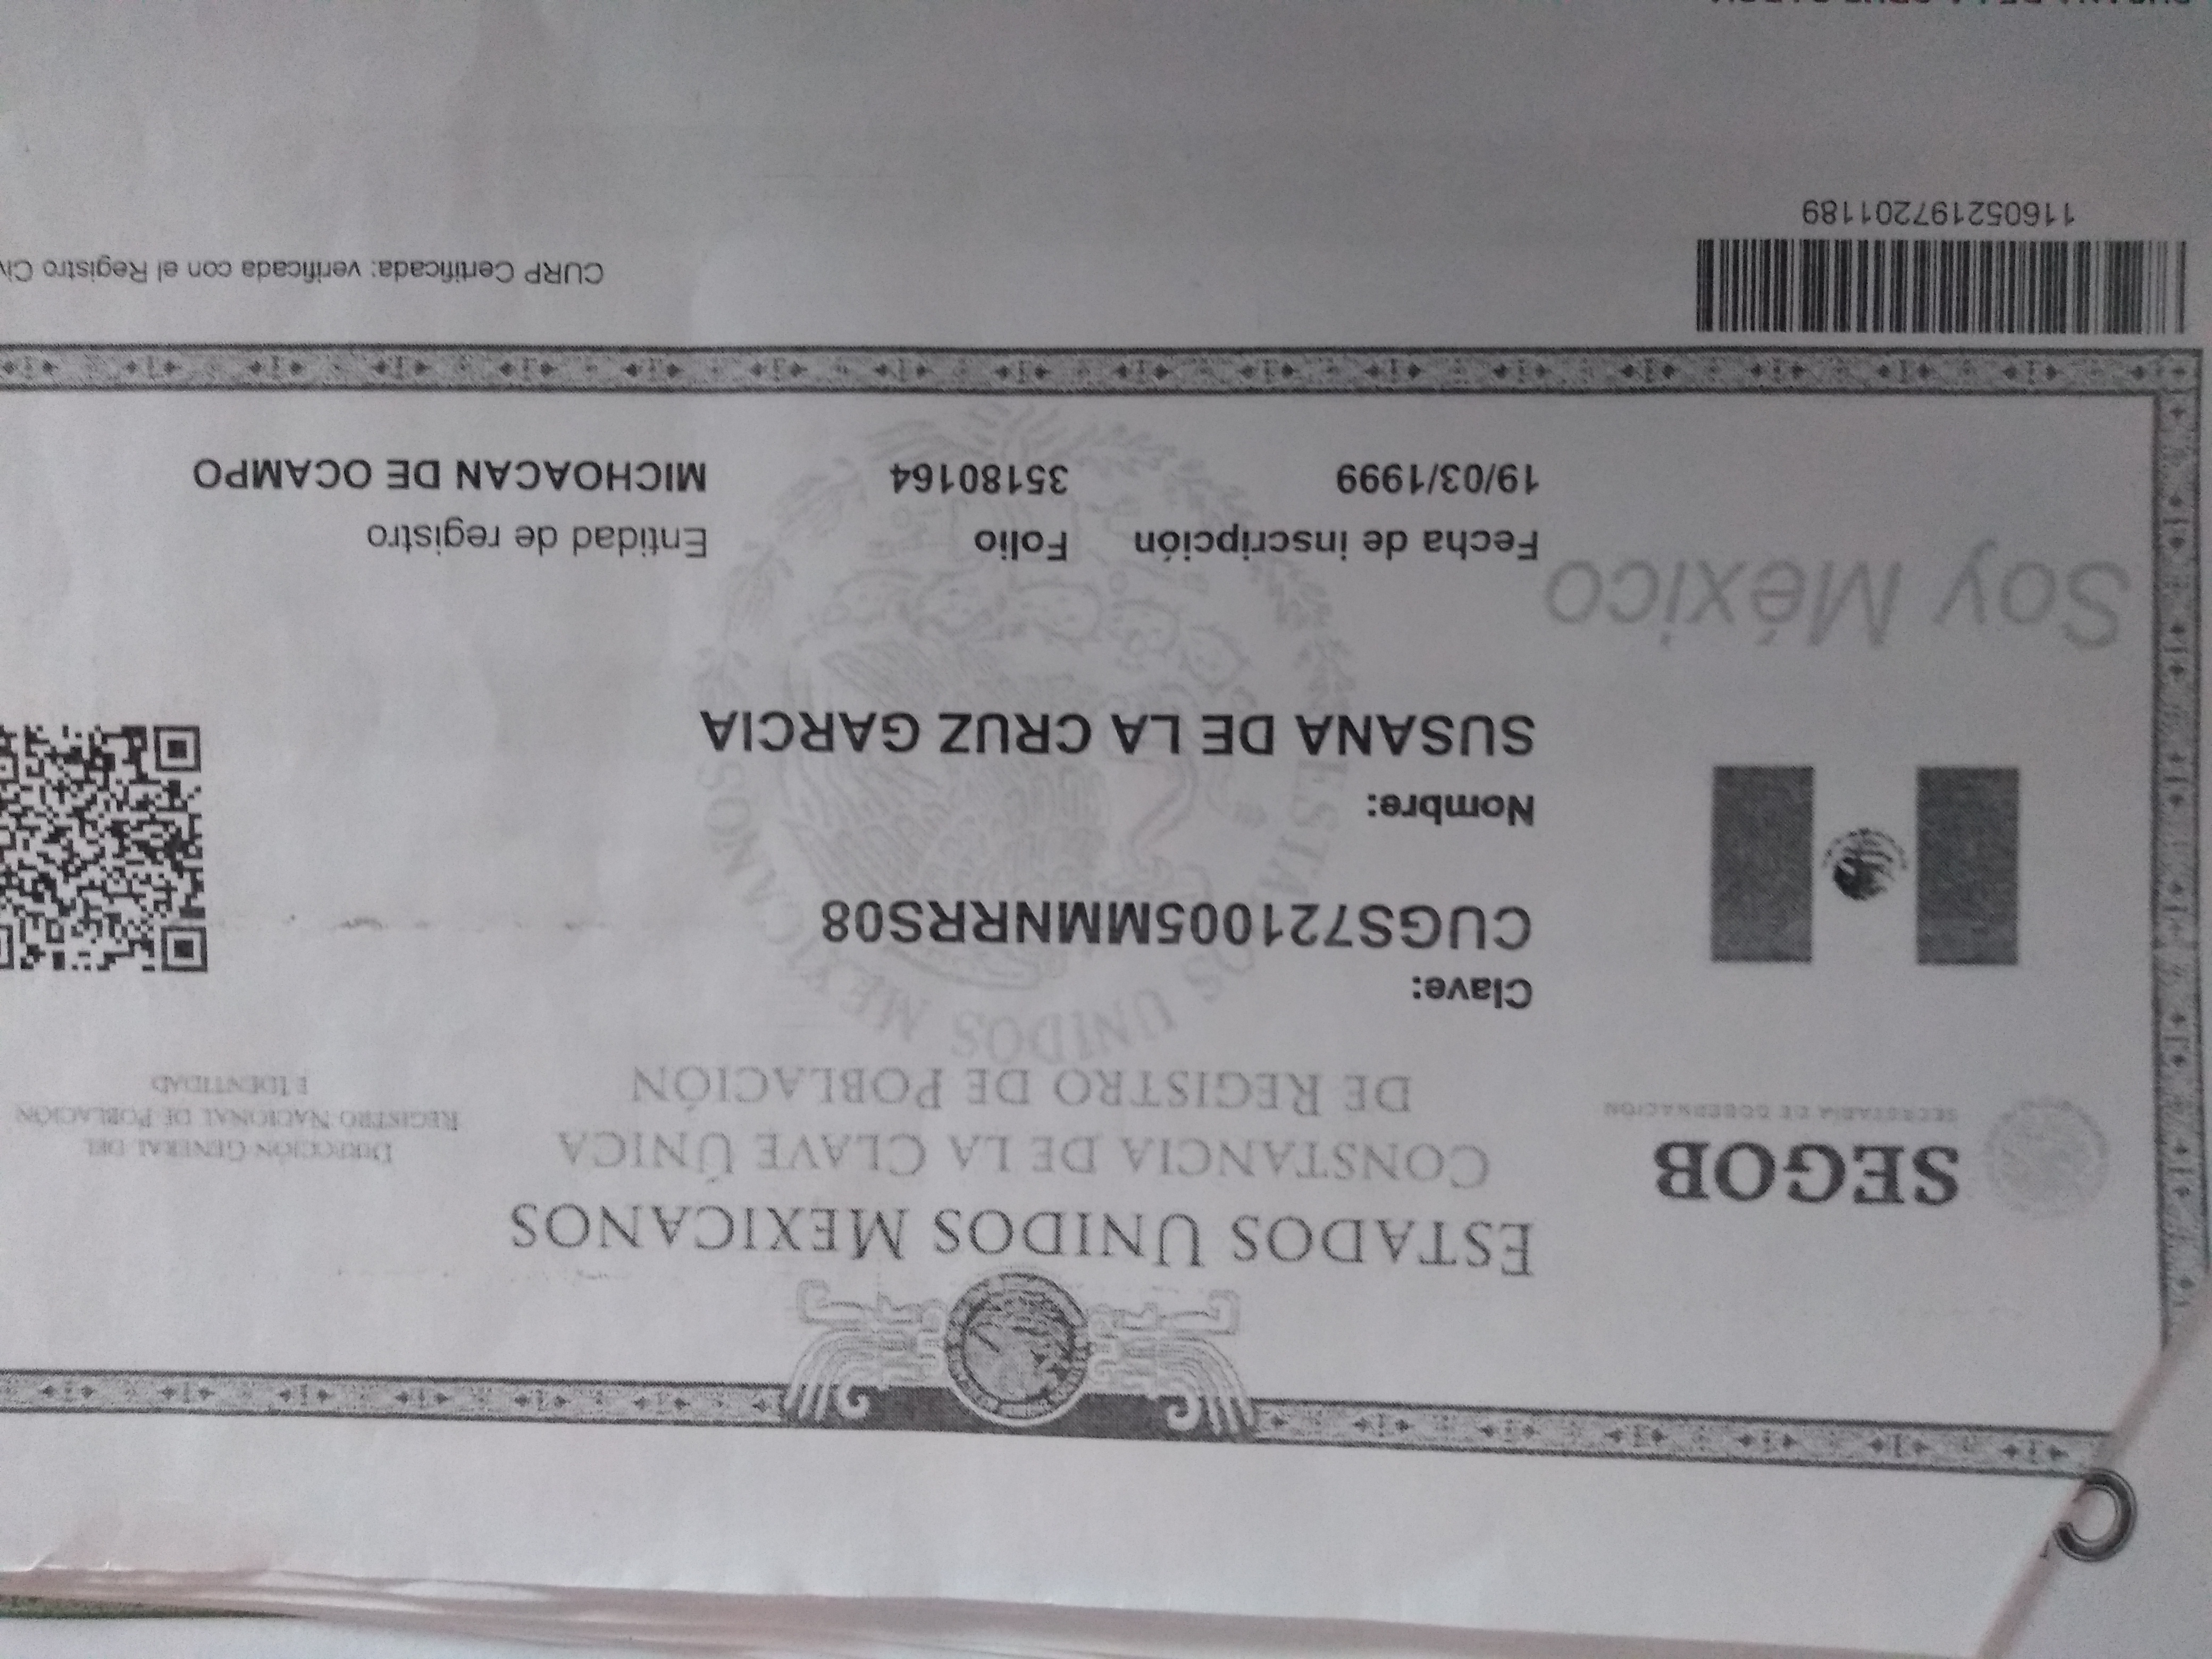 ESTADOS UNIDOS MEXICANOS
CONSTANCIA DE LA CLAVE ÚNICA
DE REGISTRO DE POBLACIÓN
SEGOB
SECRETARÍA DE GOBERNACIÓN
DIRECCIÓN GENERAL DEL
REGISTRO NACIONAL DE POBLACIÓN
E IDENTIDAD
ESTADOS UNIDOS MEXICANOS
Clave:
CUGS721005MMNRRS08
Nombre:
SUSANA DE LA CRUZ GARCIA
Soy México
Fecha de inscripción Folio Entidad de registro
19/03/1999 35180164 MICHOACAN DE OCAMPO
116052197201189
CURP Certificada: verificada con el Registro